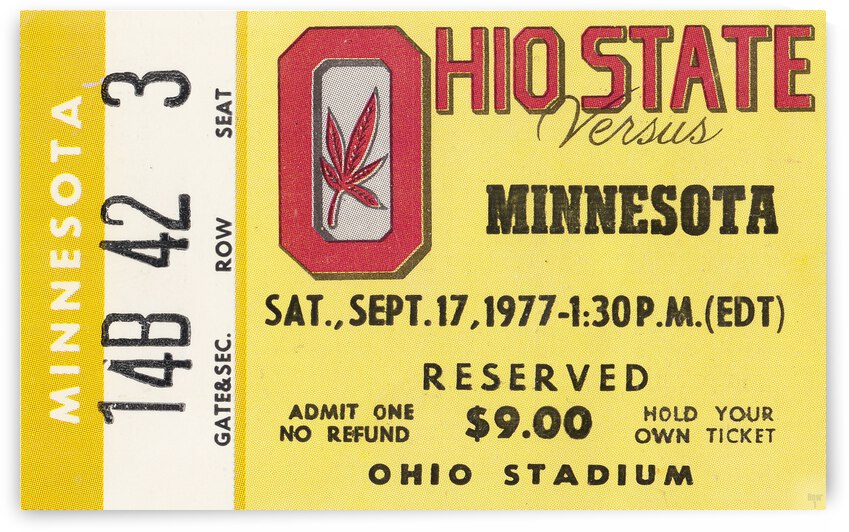 MINNESOTA
14B 42 3
GATE&SEC. ROW SEAT
OHIO STATE
Versus
MINNESOTA
SAT., SEPT. 17, 1977-1:30 P.M. (EDT)
RESERVED
ADMIT ONE
NO REFUND
$9.00
HOLD YOUR
OWN TICKET
OHIO STADIUM